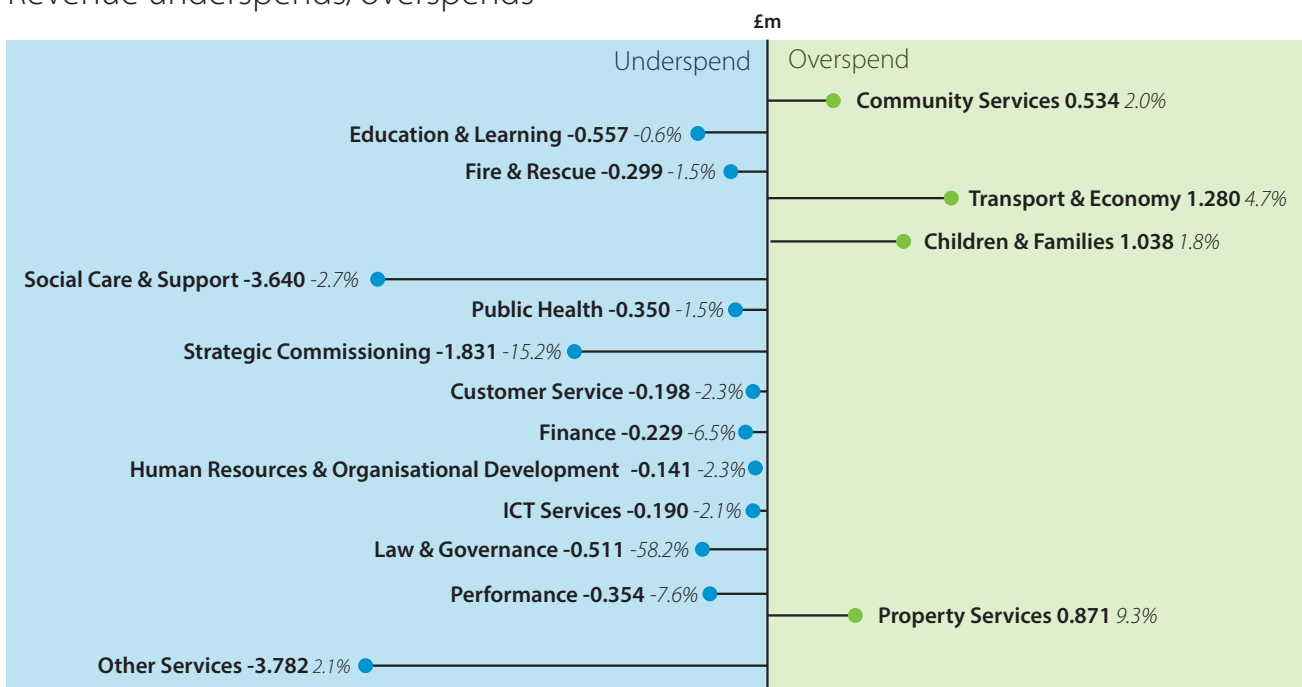 Revenue underspends/overspends
£m
Underspend
Overspend
Community Services 0.534 2.0%
Education & Learning -0.557 -0.6%
Fire & Rescue -0.299 -1.5%
Transport & Economy 1.280 4.7%
Children & Families 1.038 1.8%
Social Care & Support -3.640 -2.7%
Public Health -0.350 -1.5%
Strategic Commissioning -1.831 -15.2%
Customer Service -0.198 -2.3%
Finance -0.229 -6.5%
Human Resources & Organisational Development -0.141 -2.3%
ICT Services -0.190 -2.1%
Law & Governance -0.511 -58.2%
Performance -0.354 -7.6%
Property Services 0.871 9.3%
Other Services -3.782 2.1%